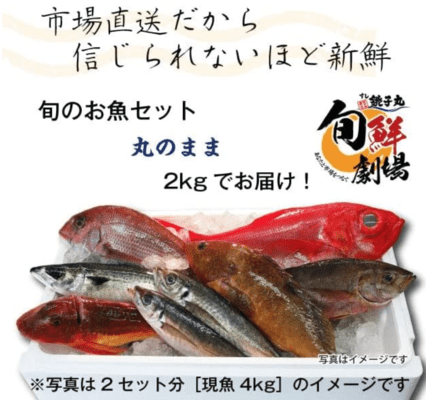 市場直送だから
信じられないほど新鮮
旬のお魚セット
丸のまま
2kgでお届け！
銚子丸
旬鮮
劇場
写真はイメージです
※写真は2セット分［現魚4kg］のイメージです